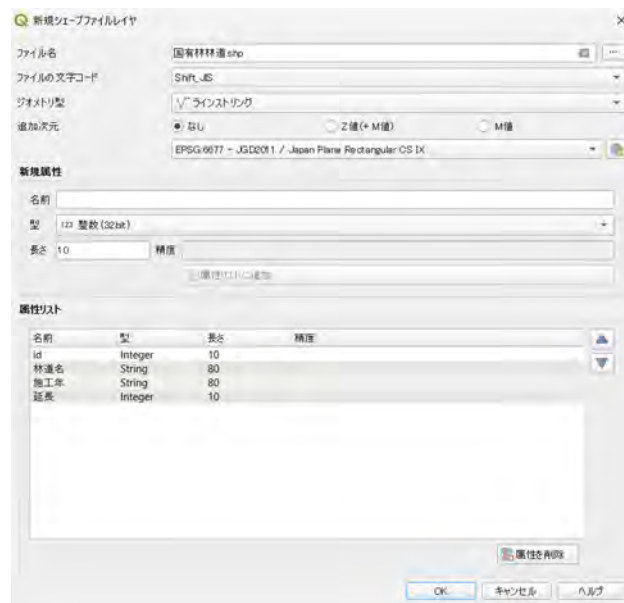 新規シェープファイルレイヤ
ファイル名 国有林林道.shp ...
ファイルの文字コード Shift_JIS
ジオメトリ型 ラインストリング
追加次元 なし Z値(+ M値) M値
EPSG:6677 - JGD2011 / Japan Plane Rectangular CS IX
新規属性
名前
型 123 整数(32bit)
長さ 10 精度
属性リストに追加
属性リスト
名前 型 長さ 精度
id Integer 10
林道名 String 80
施工年 String 80
延長 Integer 10
属性を削除
OK キャンセル ヘルプ